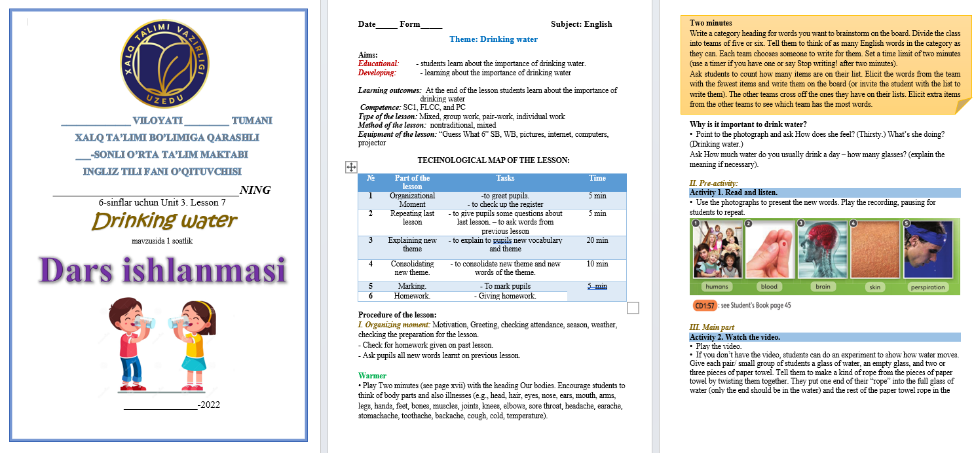 XALQ TALIMI VAZIRLIGI
UZEDU
____________ VILOYATI ________ TUMANI
XALQ TA'LIMI BO'LIMIGA QARASHLI
___-SONLI O'RTA TA'LIM MAKTABI
INGLIZ TILI FANI O'QITUVCHISI
______________________________NING
6-sinflar uchun Unit 3. Lesson 7
Drinking water
mavzusida 1 soatlik
Dars ishlanmasi
________________-2022
Date_____ Form_____ Subject: English
Theme: Drinking water
Aims:
Educational: - students learn about the importance of drinking water.
Developing: - learning about the importance of drinking water
Learning outcomes: At the end of the lesson students learn about the importance of
drinking water
Competence: SC1, FLCC, and PC
Type of the lesson: Mixed, group work, pair-work, individual work
Method of the lesson: nontraditional, mixed
Equipment of the lesson: "Guess What 6" SB, WB, pictures, internet, computers,
projector
TECHNOLOGICAL MAP OF THE LESSON:
№ Part of the lesson Tasks Time
1 Organizational Moment -to greet pupils. - to check up the register 5 min
2 Repeating last lesson - to give pupils some questions about last lesson. – to ask words from previous lesson 5 min
3 Explaining new theme - to explain to pupils new vocabulary and theme 20 min
4 Consolidating new theme. - to consolidate new theme and new words of the theme. 10 min
5 Marking. - To mark pupils 5 min
6 Homework. - Giving homework.
Procedure of the lesson:
I. Organizing moment: Motivation, Greeting, checking attendance, season, weather,
checking the preparation for the lesson.
- Check for homework given on past lesson.
- Ask pupils all new words learnt on previous lesson.
Warmer
• Play Two minutes (see page xvii) with the heading Our bodies. Encourage students to
think of body parts and also illnesses (e.g., head, hair, eyes, nose, ears, mouth, arms,
legs, hands, feet, bones, muscles, joints, knees, elbows, sore throat, headache, earache,
stomachache, toothache, backache, cough, cold, temperature).
Two minutes
Write a category heading for words you want to brainstorm on the board. Divide the class
into teams of five or six. Tell them to think of as many English words in the category as
they can. Each team chooses someone to write for them. Set a time limit of two minutes
(use a timer if you have one or say Stop writing! after two minutes).
Ask students to count how many items are on their list. Elicit the words from the team
with the fewest items and write them on the board (or invite the student with the list to
write them). The other teams cross off the ones they have on their lists. Elicit extra items
from the other teams to see which team has the most words.
Why is it important to drink water?
• Point to the photograph and ask How does she feel? (Thirsty.) What's she doing?
(Drinking water.)
Ask How much water do you usually drink a day – how many glasses? (explain the
meaning if necessary).
II. Pre-activity:
Activity 1. Read and listen.
• Use the photographs to present the new words. Play the recording, pausing for
students to repeat.
1 2 3 4 5
humans blood brain skin perspiration
CD1:57 see Student's Book page 45
III. Main part
Activity 2. Watch the video.
• Play the video.
• If you don't have the video, students can do an experiment to show how water moves.
Give each pair/ small group of students a glass of water, an empty glass, and two or
three pieces of paper towel. Tell them to make a kind of rope from the pieces of paper
towel by twisting them together. They put one end of their "rope" into the full glass of
water (only the end should be in the water) and the rest of the paper towel rope in the